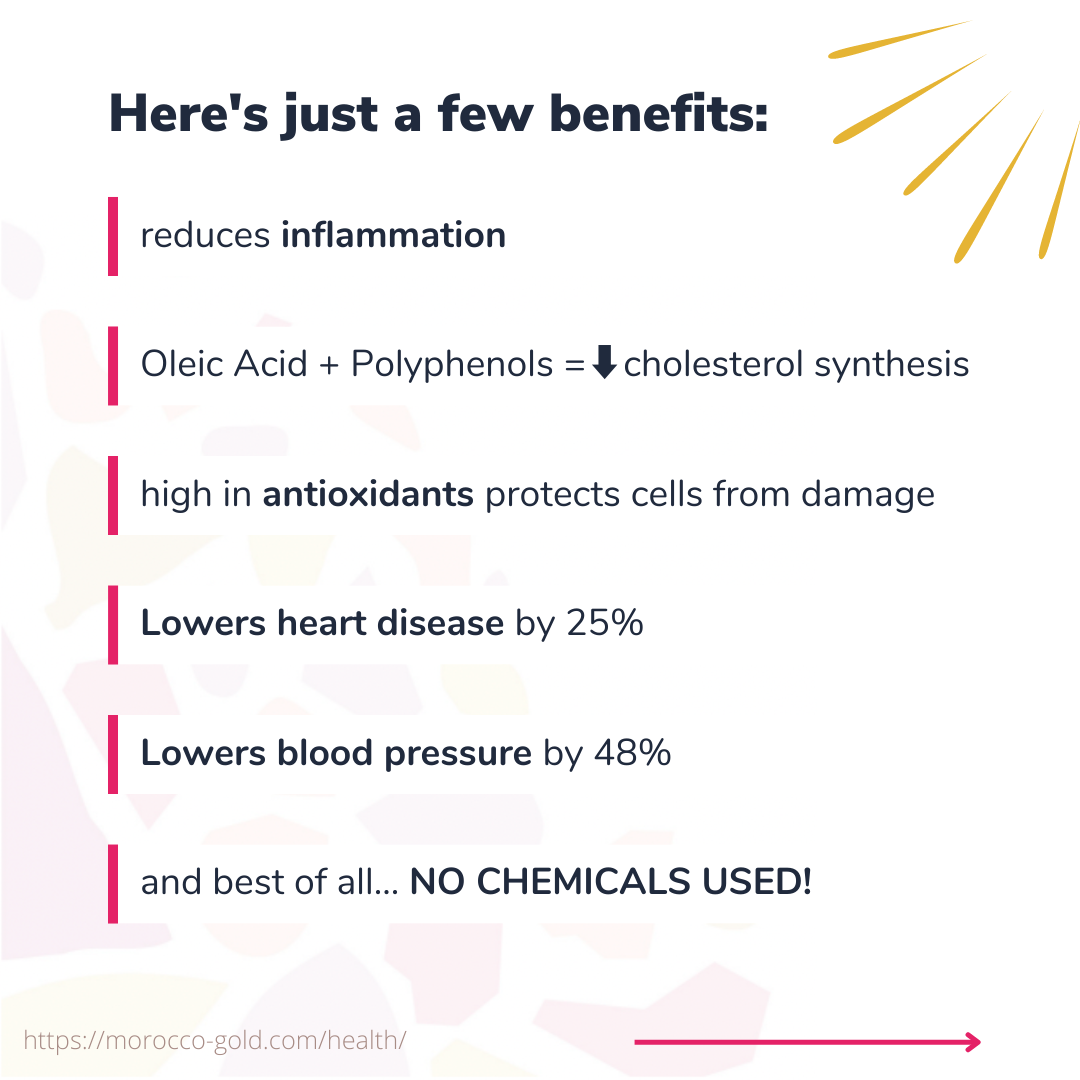 Here's just a few benefits:
reduces inflammation
Oleic Acid + Polyphenols = ⬇ cholesterol synthesis
high in antioxidants protects cells from damage
Lowers heart disease by 25%
Lowers blood pressure by 48%
and best of all... NO CHEMICALS USED!
https://morocco-gold.com/health/